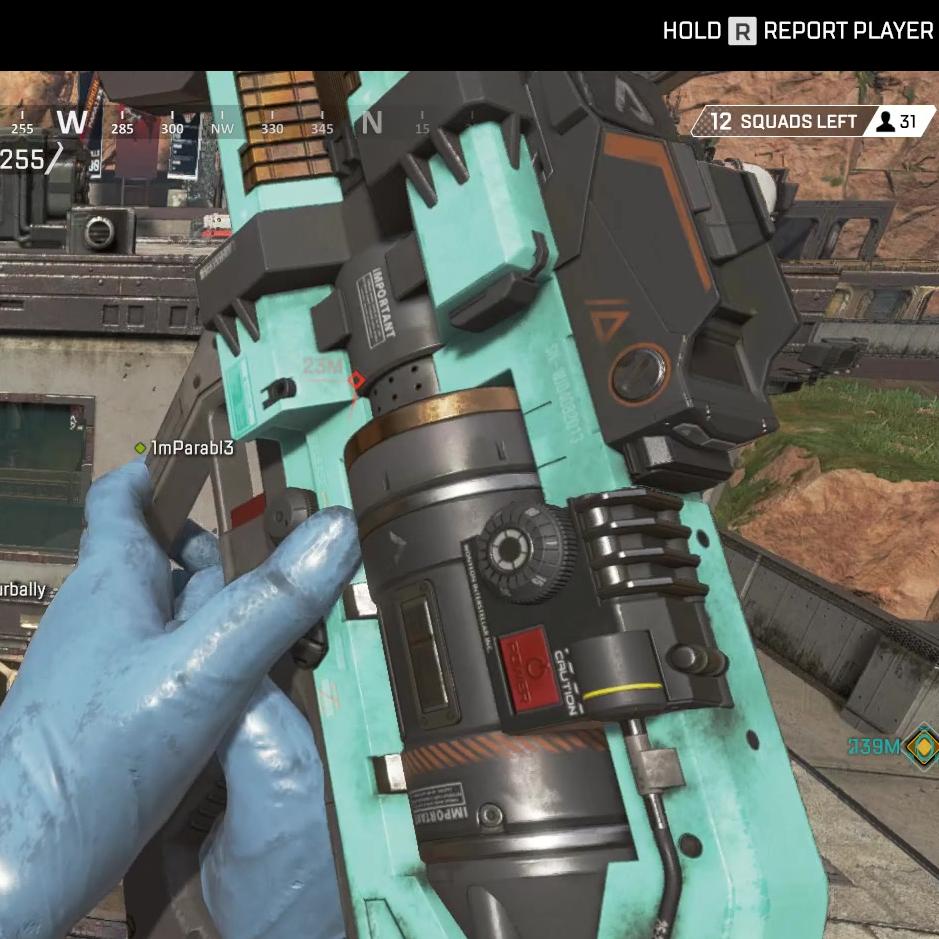 HOLD R REPORT PLAYER
255 W 285 300 NW 330 345 N 15
255
12 SQUADS LEFT 31
IMPORTANT
23M
1mParabl3
urbally
POWER
CAUTION
139M
IMPORTANT